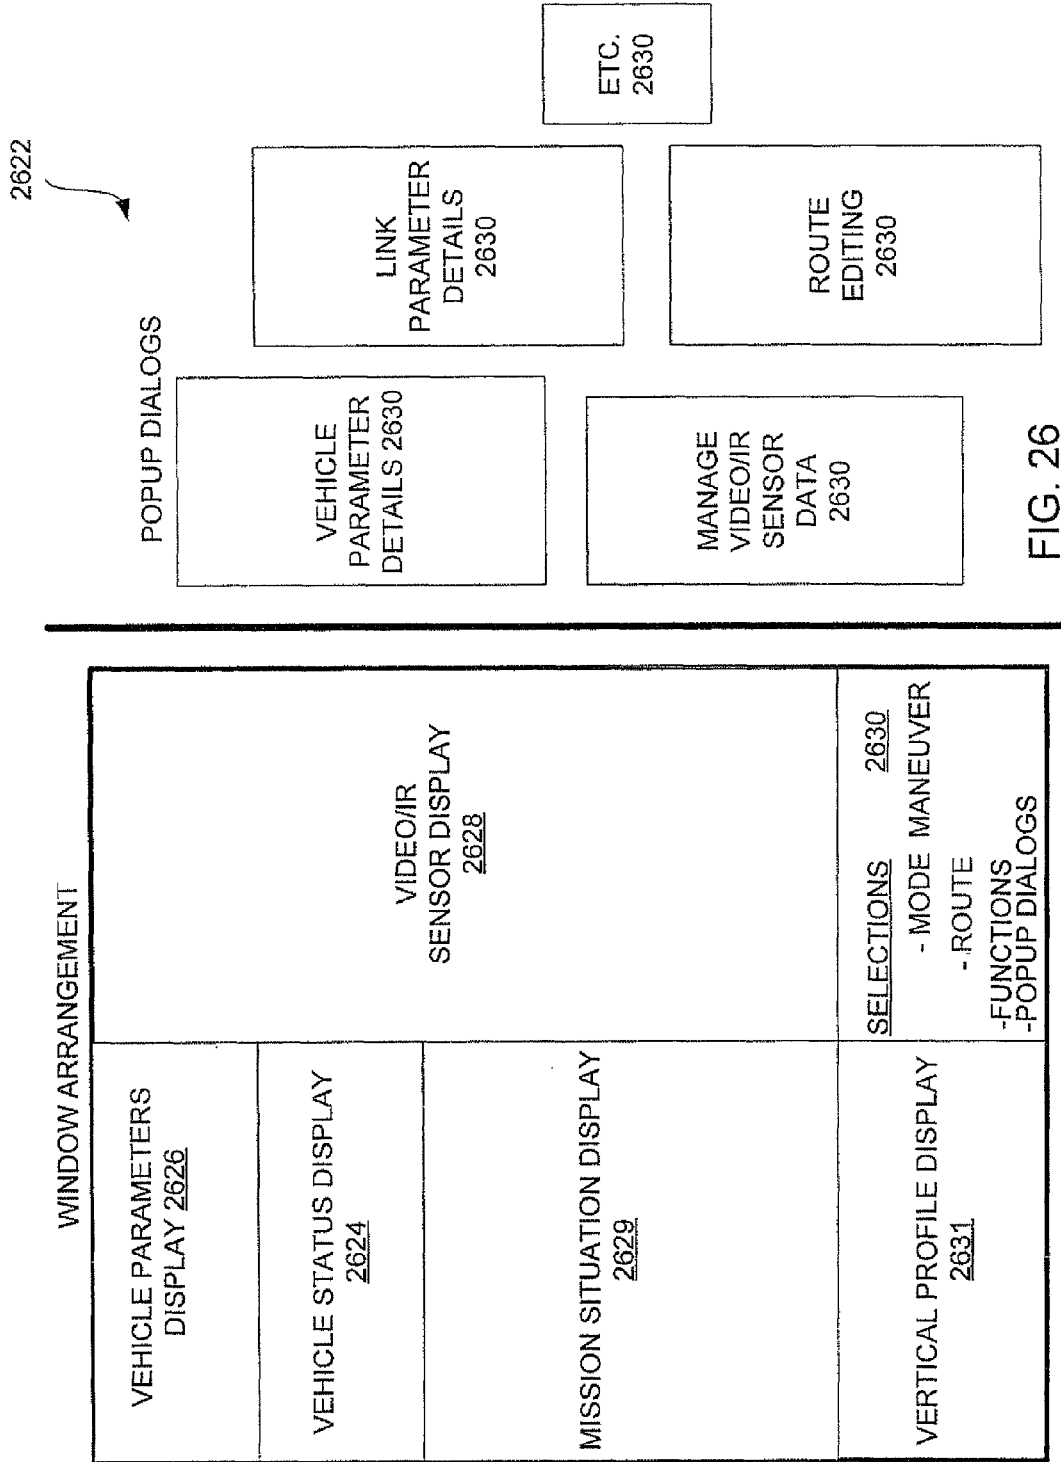 2622
WINDOW ARRANGEMENT
VEHICLE PARAMETERS
DISPLAY 2626
VEHICLE STATUS DISPLAY
2624
MISSION SITUATION DISPLAY
2629
VERTICAL PROFILE DISPLAY
2631
VIDEO/IR
SENSOR DISPLAY
2628
SELECTIONS 2630
- MODE MANEUVER
- ROUTE
-FUNCTIONS
-POPUP DIALOGS
POPUP DIALOGS
VEHICLE
PARAMETER
DETAILS 2630
MANAGE
VIDEO/IR
SENSOR
DATA
2630
LINK
PARAMETER
DETAILS
2630
ROUTE
EDITING
2630
ETC.
2630
FIG. 26